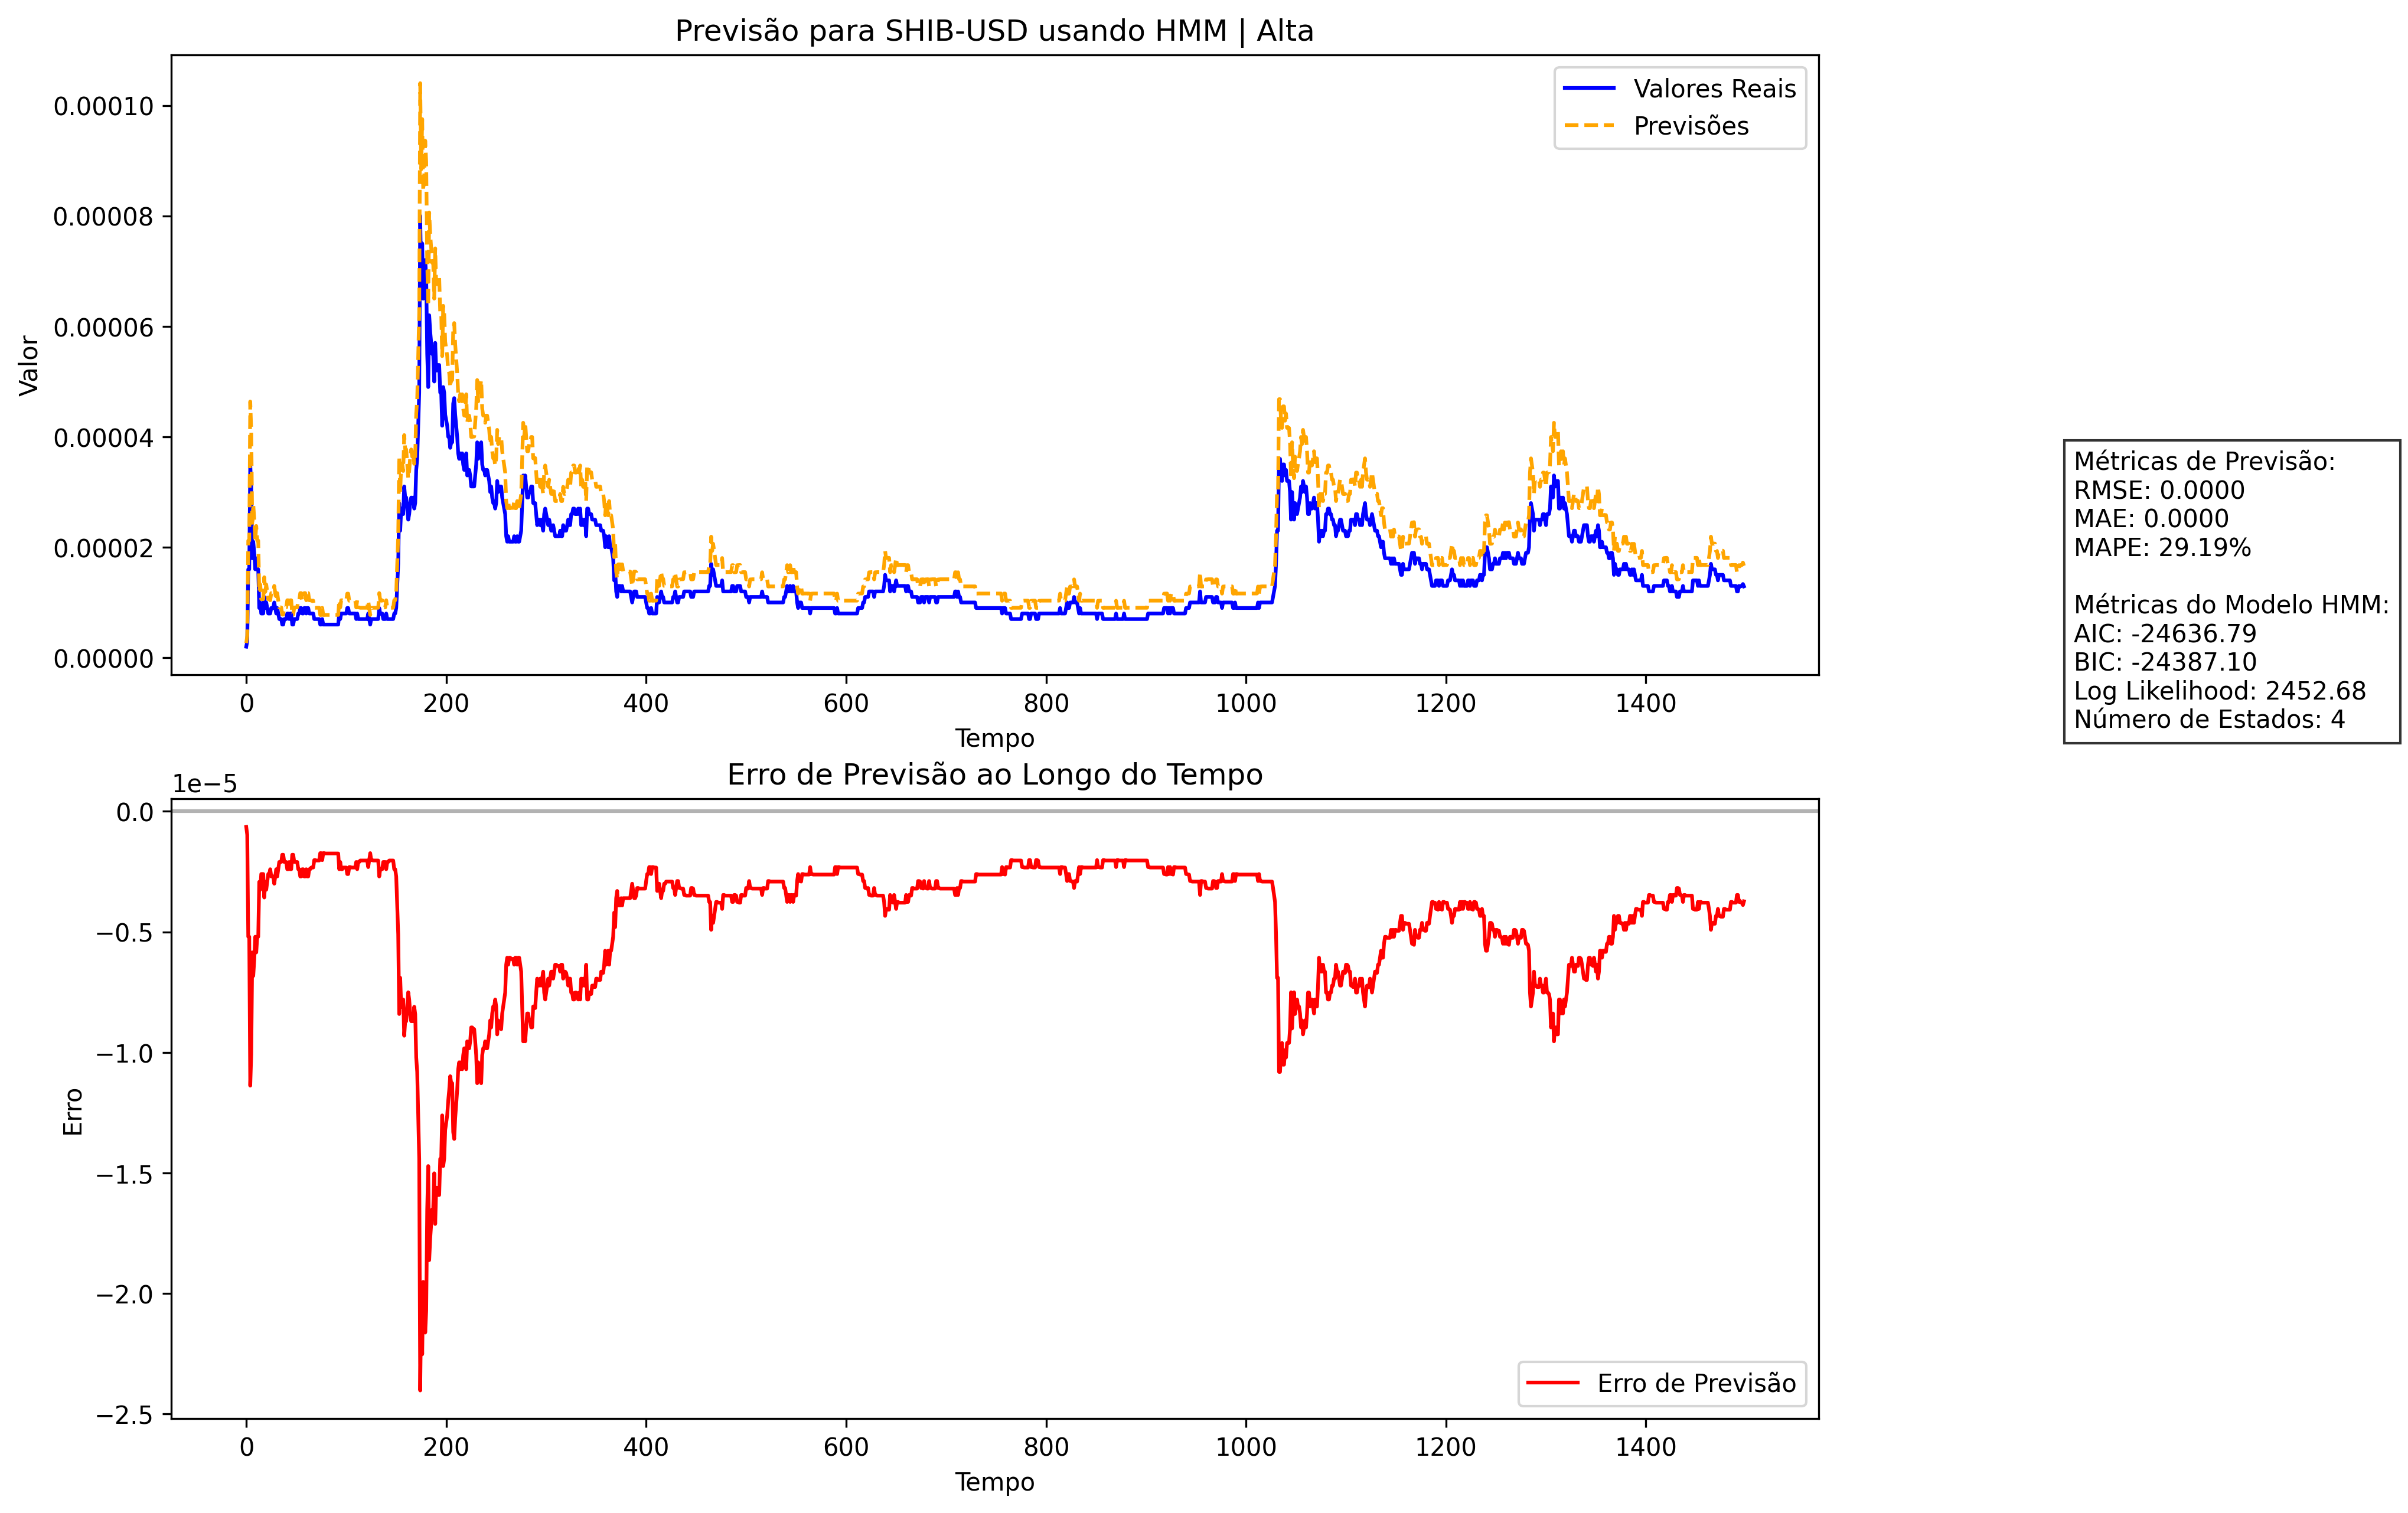 Previsão para SHIB-USD usando HMM | Alta
Valores Reais
Previsões
0.00010
0.00008
0.00006
0.00004
0.00002
0.00000
Valor
0 200 400 600 800 1000 1200 1400
Tempo
Métricas de Previsão:
RMSE: 0.0000
MAE: 0.0000
MAPE: 29.19%
Métricas do Modelo HMM:
AIC: -24636.79
BIC: -24387.10
Log Likelihood: 2452.68
Número de Estados: 4
Erro de Previsão ao Longo do Tempo
1e−5
0.0
−0.5
−1.0
−1.5
−2.0
−2.5
Erro
Erro de Previsão
0 200 400 600 800 1000 1200 1400
Tempo